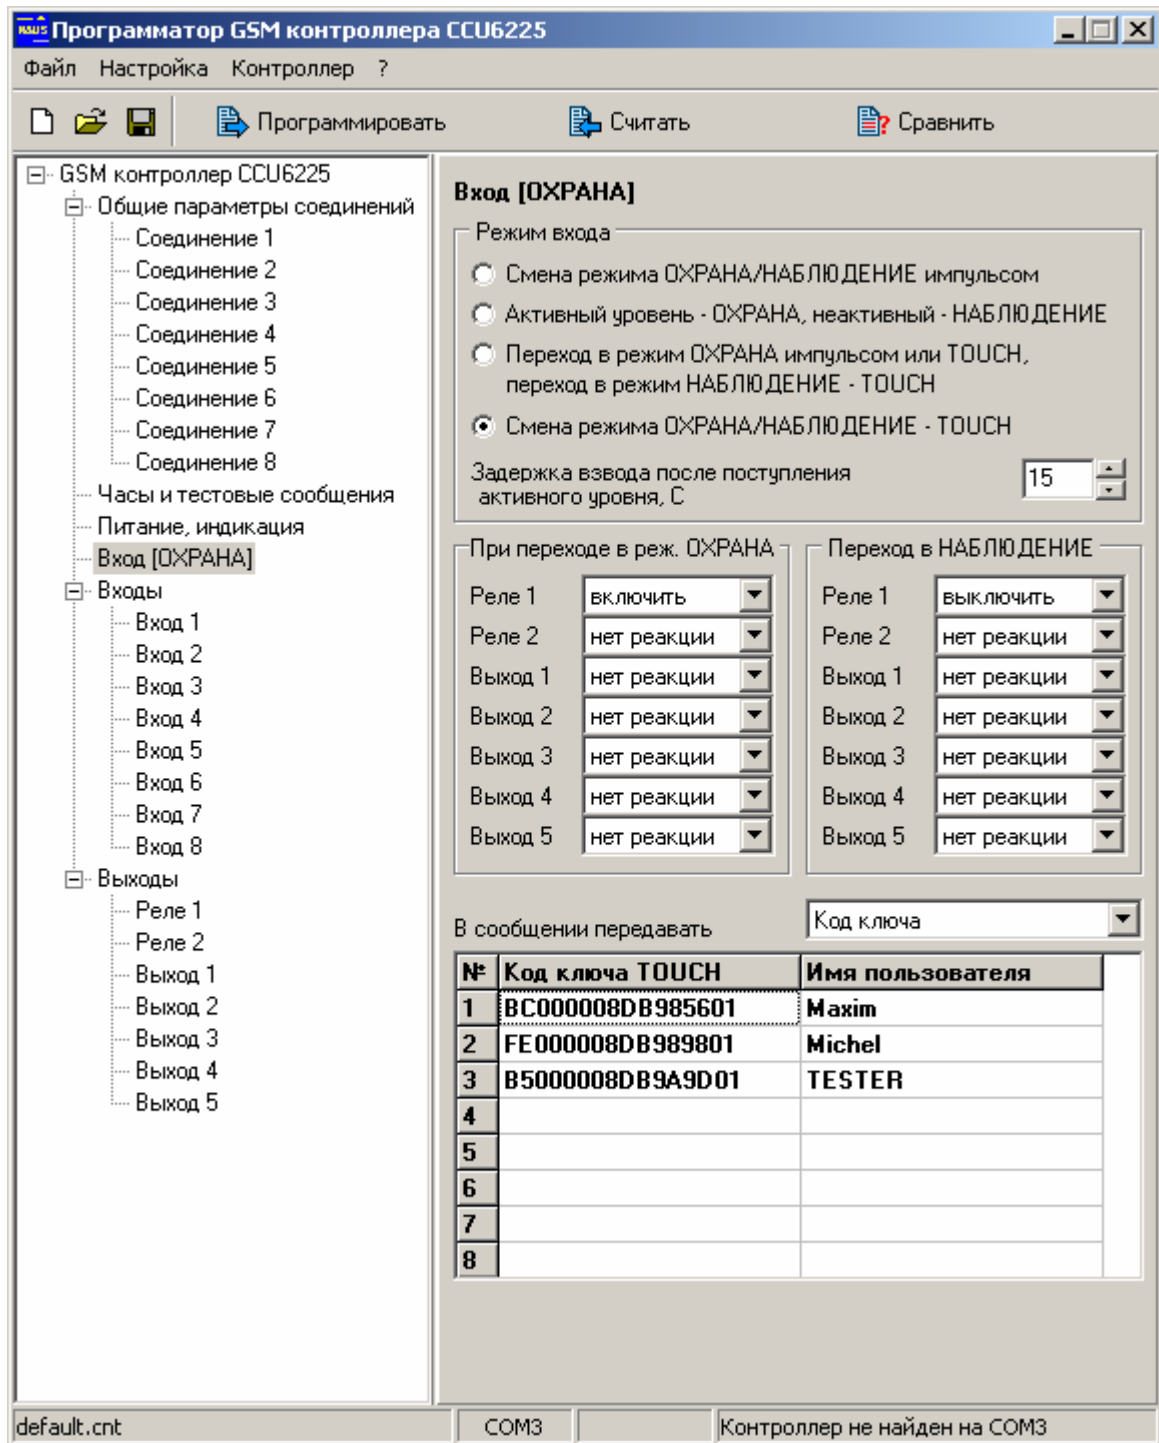 Программатор GSM контроллера CCU6225
Файл Настройка Контроллер ?
Программировать Считать Сравнить
GSM контроллер CCU6225
Общие параметры соединений
Соединение 1
Соединение 2
Соединение 3
Соединение 4
Соединение 5
Соединение 6
Соединение 7
Соединение 8
Часы и тестовые сообщения
Питание, индикация
Вход [ОХРАНА]
Входы
Вход 1
Вход 2
Вход 3
Вход 4
Вход 5
Вход 6
Вход 7
Вход 8
Выходы
Реле 1
Реле 2
Выход 1
Выход 2
Выход 3
Выход 4
Выход 5
Вход [ОХРАНА]
Режим входа
Смена режима ОХРАНА/НАБЛЮДЕНИЕ импульсом
Активный уровень - ОХРАНА, неактивный - НАБЛЮДЕНИЕ
Переход в режим ОХРАНА импульсом или TOUCH,
переход в режим НАБЛЮДЕНИЕ - TOUCH
Смена режима ОХРАНА/НАБЛЮДЕНИЕ - TOUCH
Задержка взвода после поступления
активного уровня, С
15
При переходе в реж. ОХРАНА
Реле 1 включить
Реле 2 нет реакции
Выход 1 нет реакции
Выход 2 нет реакции
Выход 3 нет реакции
Выход 4 нет реакции
Выход 5 нет реакции
Переход в НАБЛЮДЕНИЕ
Реле 1 выключить
Реле 2 нет реакции
Выход 1 нет реакции
Выход 2 нет реакции
Выход 3 нет реакции
Выход 4 нет реакции
Выход 5 нет реакции
В сообщении передавать Код ключа
№ Код ключа TOUCH Имя пользователя
1 BC000008DB985601 Maxim
2 FE000008DB989801 Michel
3 B5000008DB9A9D01 TESTER
4
5
6
7
8
default.cnt COM3 Контроллер не найден на COM3